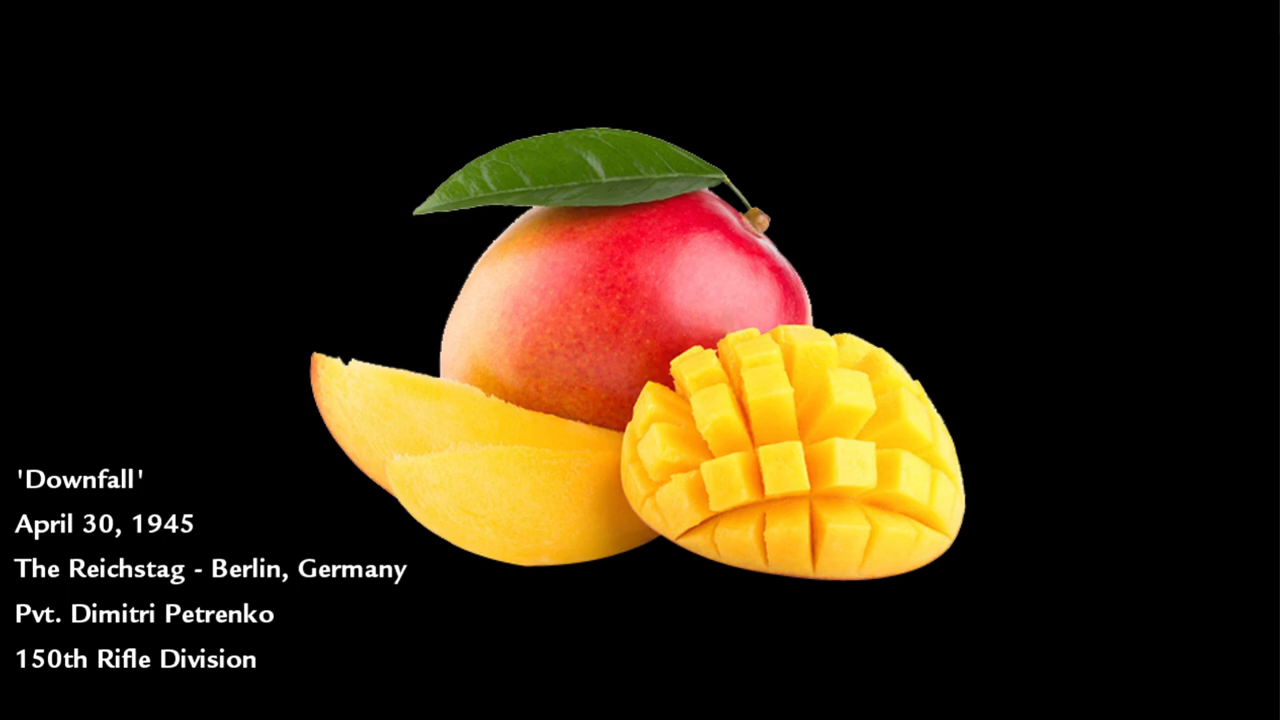 'Downfall'
April 30, 1945
The Reichstag - Berlin, Germany
Pvt. Dimitri Petrenko
150th Rifle Division